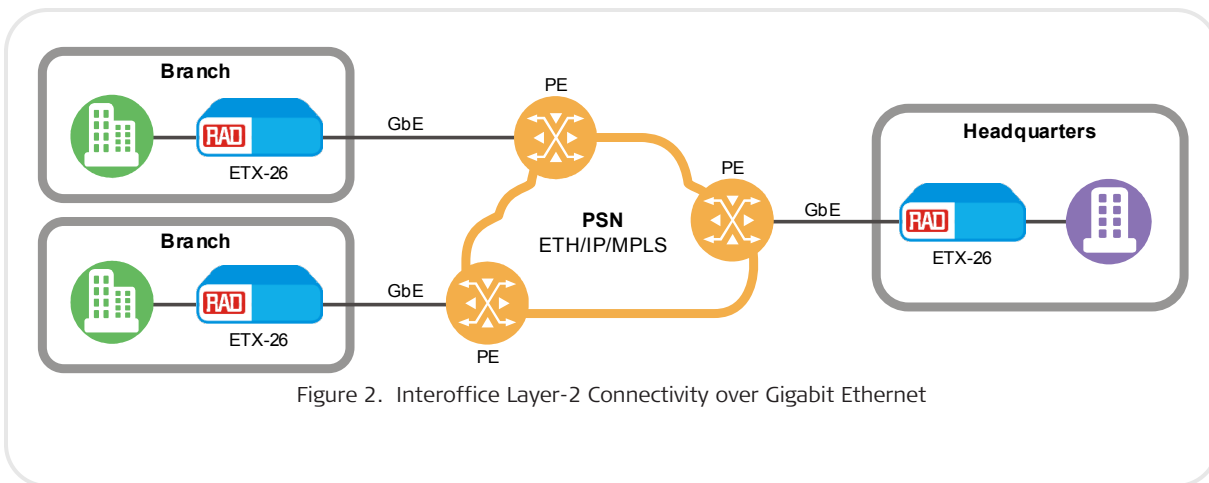 Branch
RAD
ETX-26
GbE
PE
Branch
RAD
ETX-26
GbE
PE
PSN
ETH/IP/MPLS
PE
GbE
Headquarters
RAD
ETX-26
Figure 2. Interoffice Layer-2 Connectivity over Gigabit Ethernet